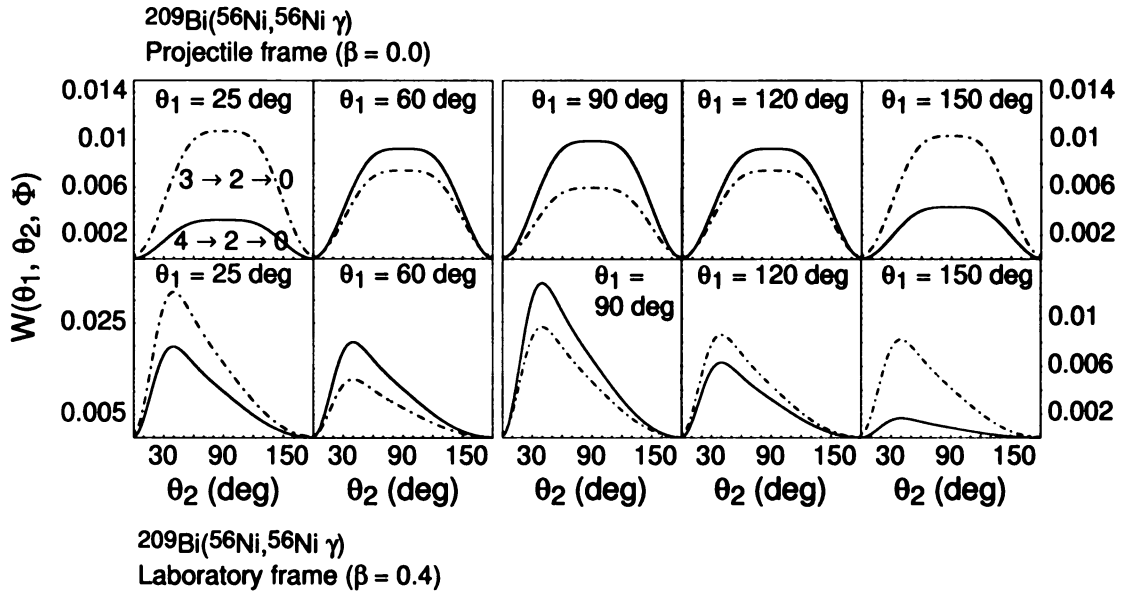 ²⁰⁹Bi(⁵⁶Ni,⁵⁶Ni γ)
Projectile frame (β = 0.0)
W(θ₁, θ₂, Φ)
0.014
0.01
0.006
0.002
θ₁ = 25 deg
3 → 2 → 0
4 → 2 → 0
θ₁ = 60 deg
θ₁ = 90 deg
θ₁ = 120 deg
θ₁ = 150 deg
0.014
0.01
0.006
0.002
0.025
0.005
θ₁ = 25 deg
θ₁ = 60 deg
θ₁ =
90 deg
θ₁ = 120 deg
θ₁ = 150 deg
0.01
0.006
0.002
30 90 150 30 90 150 30 90 150 30 90 150 30 90 150
θ₂ (deg) θ₂ (deg) θ₂ (deg) θ₂ (deg) θ₂ (deg)
²⁰⁹Bi(⁵⁶Ni,⁵⁶Ni γ)
Laboratory frame (β = 0.4)